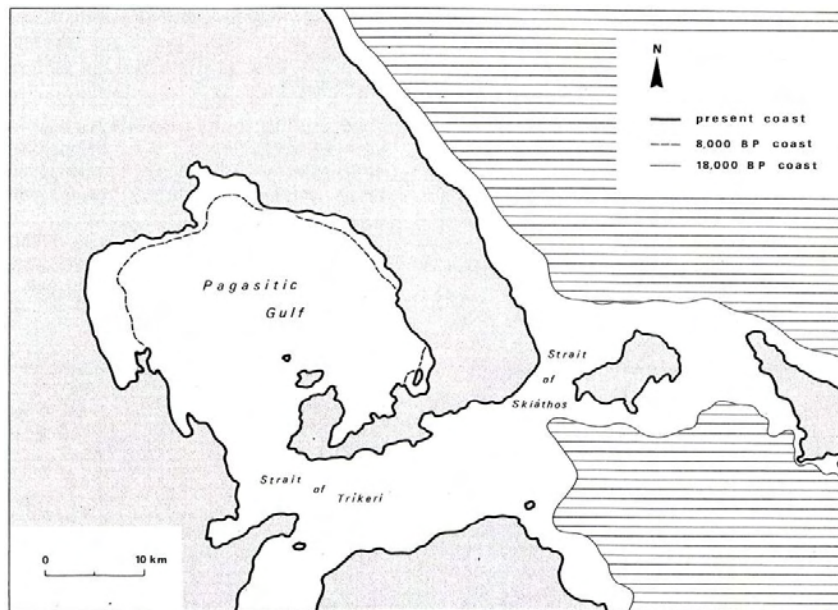 N
present coast
8,000 BP coast
18,000 BP coast
Pagasitic
Gulf
Strait
of
Skiáthos
Strait
of
Trikeri
0 10 km